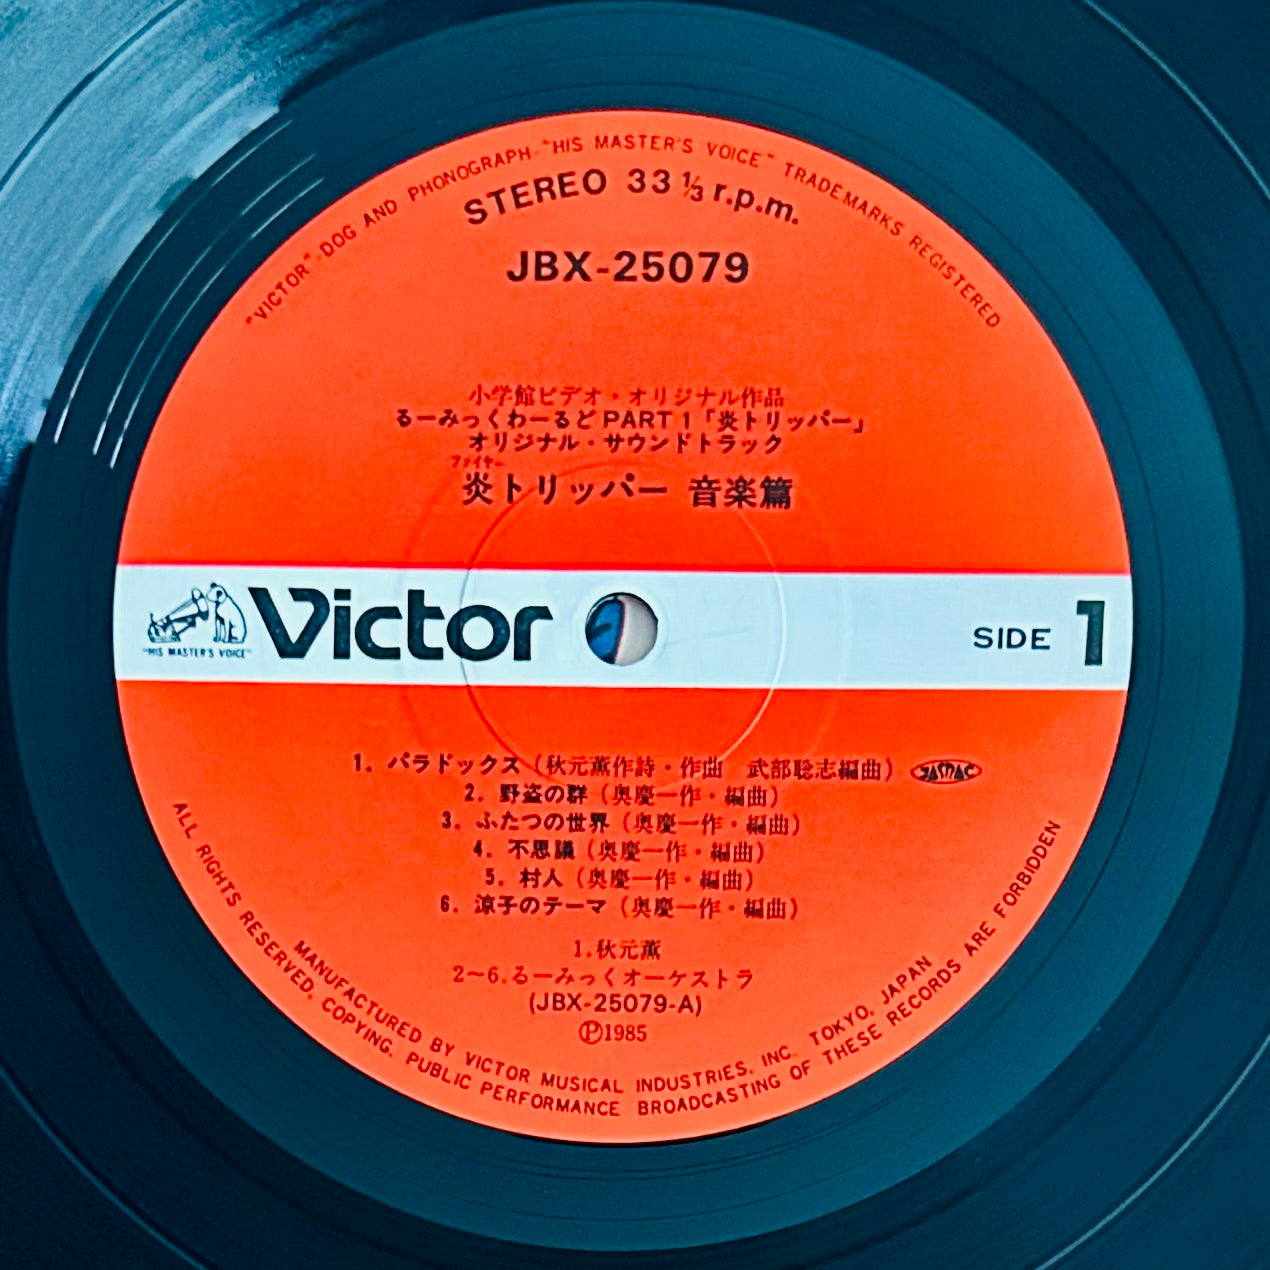 "VICTOR" DOG AND PHONOGRAPH "HIS MASTER'S VOICE" TRADEMARKS REGISTERED
STEREO 33 1/3 r.p.m.
JBX-25079
小学館ビデオ・オリジナル作品
るーみっくわーるどPART 1「炎トリッパー」
オリジナル・サウンドトラック
ファイヤー
炎トリッパー 音楽篇
"HIS MASTER'S VOICE"
Victor
SIDE 1
1. パラドックス（秋元薫作詩・作曲 武部聡志編曲） JASRAC
2. 野盗の群（奥慶一作・編曲）
3. ふたつの世界（奥慶一作・編曲）
4. 不思議（奥慶一作・編曲）
5. 村人（奥慶一作・編曲）
6. 涼子のテーマ（奥慶一作・編曲）
1.秋元薫
2〜6.るーみっくオーケストラ
(JBX-25079-A)
Ⓟ1985
MANUFACTURED BY VICTOR MUSICAL INDUSTRIES, INC. TOKYO, JAPAN
ALL RIGHTS RESERVED. COPYING. PUBLIC PERFORMANCE BROADCASTING OF THESE RECORDS ARE FORBIDDEN